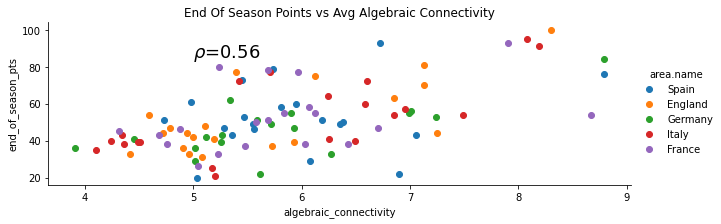 End Of Season Points vs Avg Algebraic Connectivity
ρ=0.56
end_of_season_pts
100
80
60
40
20
4
5
6
7
8
9
algebraic_connectivity
area.name
Spain
England
Germany
Italy
France